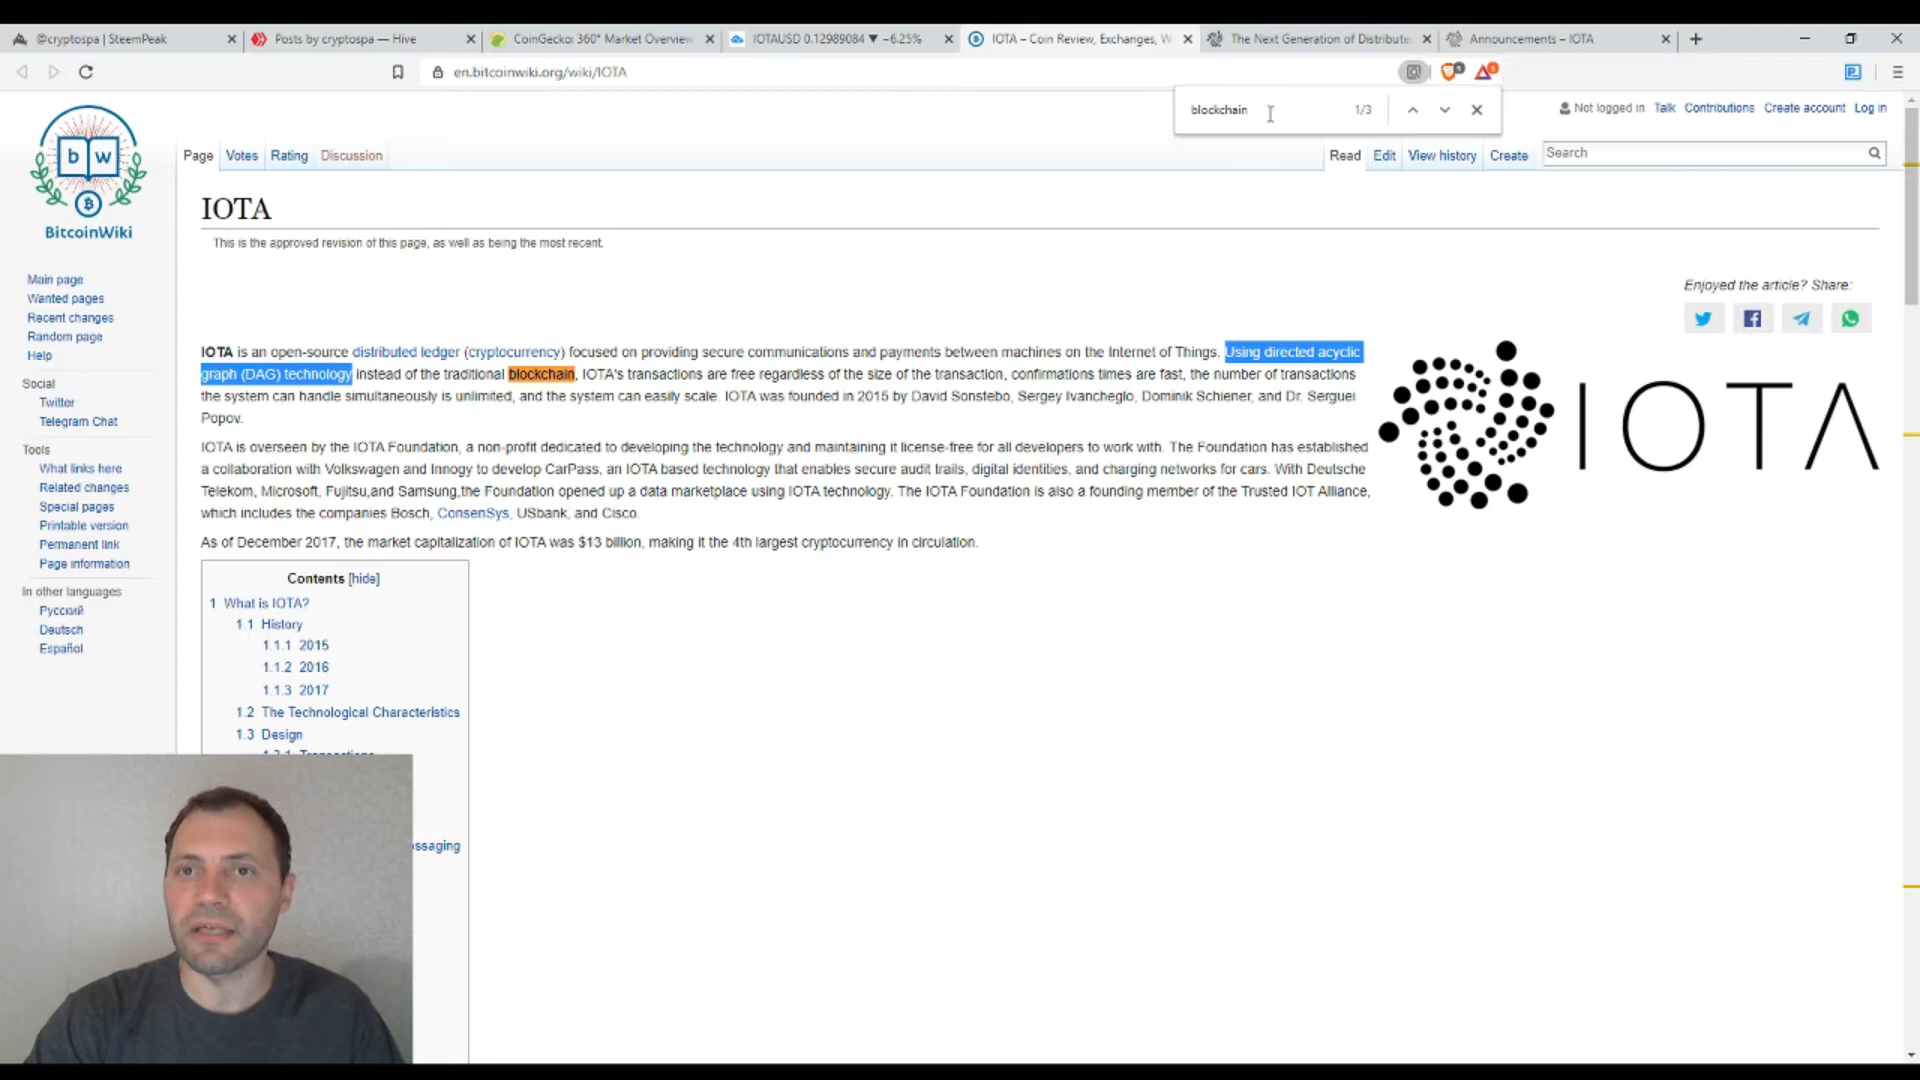 @cryptospa | SteemPeak
Posts by cryptospa — Hive
CoinGecko: 360° Market Overview
IOTAUSD 0.12989084 ▼ −6.25%
IOTA – Coin Review, Exchanges, W
The Next Generation of Distribute
Announcements – IOTA
en.bitcoinwiki.org/wiki/IOTA
blockchain 1/3
Not logged in Talk Contributions Create account Log in
b w
BitcoinWiki
Page Votes Rating Discussion
Read Edit View history Create Search
IOTA
This is the approved revision of this page, as well as being the most recent.
Enjoyed the article? Share:
Main page
Wanted pages
Recent changes
Random page
Help
Social
Twitter
Telegram Chat
Tools
What links here
Related changes
Special pages
Printable version
Permanent link
Page information
In other languages
Русский
Deutsch
Español
IOTA is an open-source distributed ledger (cryptocurrency) focused on providing secure communications and payments between machines on the Internet of Things. Using directed acyclic
graph (DAG) technology instead of the traditional blockchain, IOTA's transactions are free regardless of the size of the transaction, confirmations times are fast, the number of transactions
the system can handle simultaneously is unlimited, and the system can easily scale. IOTA was founded in 2015 by David Sonstebo, Sergey Ivancheglo, Dominik Schiener, and Dr. Serguei
Popov.
IOTA is overseen by the IOTA Foundation, a non-profit dedicated to developing the technology and maintaining it license-free for all developers to work with. The Foundation has established
a collaboration with Volkswagen and Innogy to develop CarPass, an IOTA based technology that enables secure audit trails, digital identities, and charging networks for cars. With Deutsche
Telekom, Microsoft, Fujitsu,and Samsung,the Foundation opened up a data marketplace using IOTA technology. The IOTA Foundation is also a founding member of the Trusted IOT Alliance,
which includes the companies Bosch, ConsenSys, USbank, and Cisco.
As of December 2017, the market capitalization of IOTA was $13 billion, making it the 4th largest cryptocurrency in circulation.
IOTA
Contents [hide]
1 What is IOTA?
1.1 History
1.1.1 2015
1.1.2 2016
1.1.3 2017
1.2 The Technological Characteristics
1.3 Design
1.3.1 Transactions
ssaging